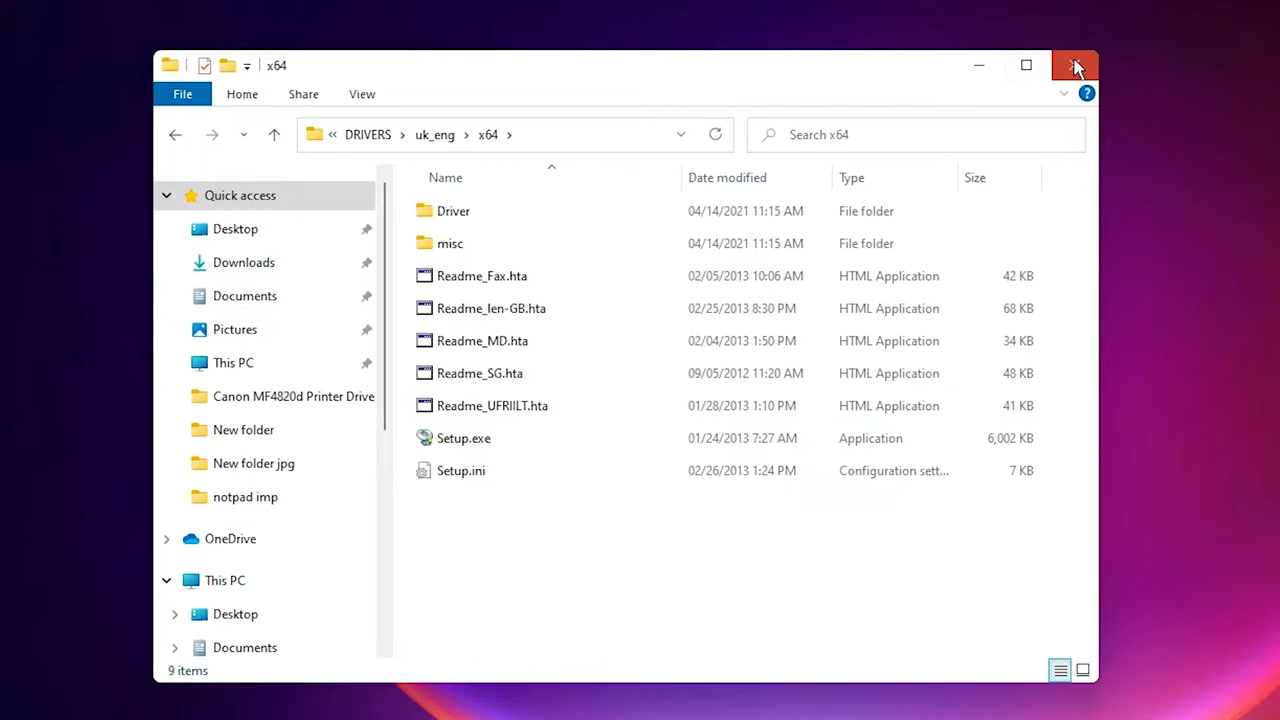 x64
File Home Share View
« DRIVERS › uk_eng › x64 › Search x64
Name Date modified Type Size
Quick access
Desktop
Downloads
Documents
Pictures
This PC
Canon MF4820d Printer Drive
New folder
New folder jpg
notpad imp
OneDrive
This PC
Desktop
Documents
Driver 04/14/2021 11:15 AM File folder
misc 04/14/2021 11:15 AM File folder
Readme_Fax.hta 02/05/2013 10:06 AM HTML Application 42 KB
Readme_Ien-GB.hta 02/25/2013 8:30 PM HTML Application 68 KB
Readme_MD.hta 02/04/2013 1:50 PM HTML Application 34 KB
Readme_SG.hta 09/05/2012 11:20 AM HTML Application 48 KB
Readme_UFRIILT.hta 01/28/2013 1:10 PM HTML Application 41 KB
Setup.exe 01/24/2013 7:27 AM Application 6,002 KB
Setup.ini 02/26/2013 1:24 PM Configuration sett... 7 KB
9 items